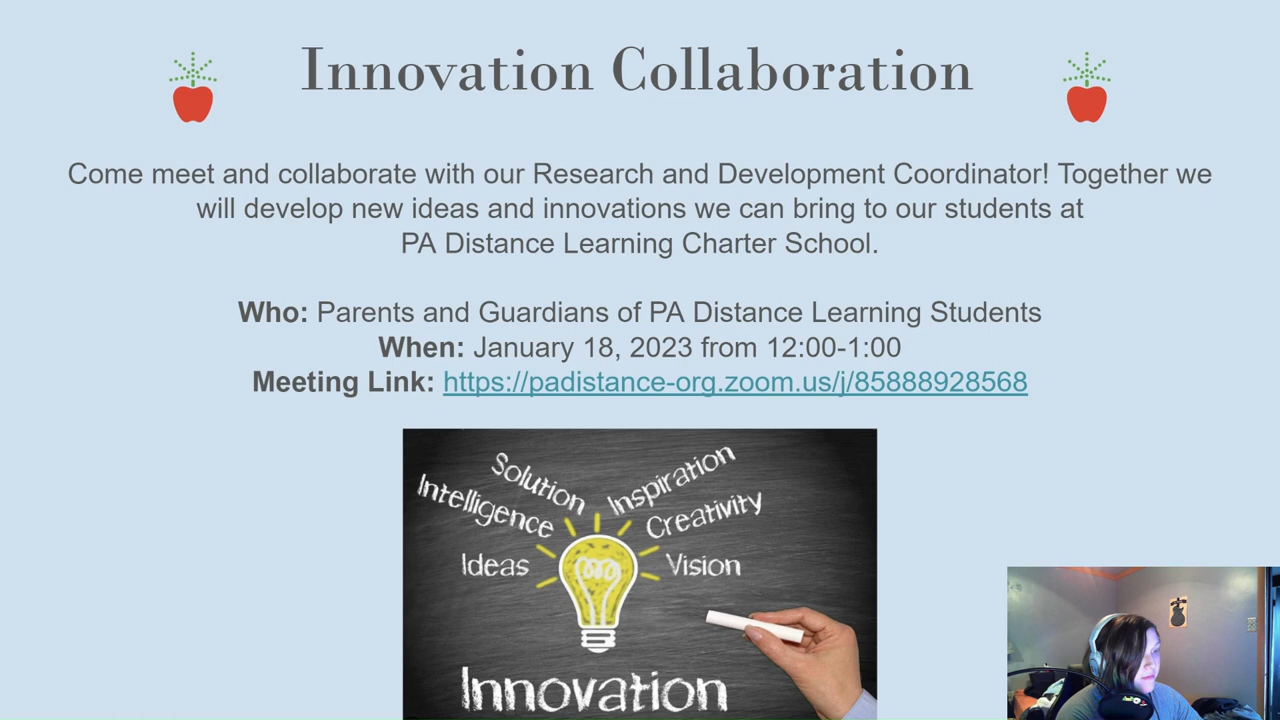 Innovation Collaboration
Come meet and collaborate with our Research and Development Coordinator! Together we
will develop new ideas and innovations we can bring to our students at
PA Distance Learning Charter School.
Who: Parents and Guardians of PA Distance Learning Students
When: January 18, 2023 from 12:00-1:00
Meeting Link: https://padistance-org.zoom.us/j/85888928568
Solution
Inspiration
Intelligence
Creativity
Ideas
Vision
Innovation